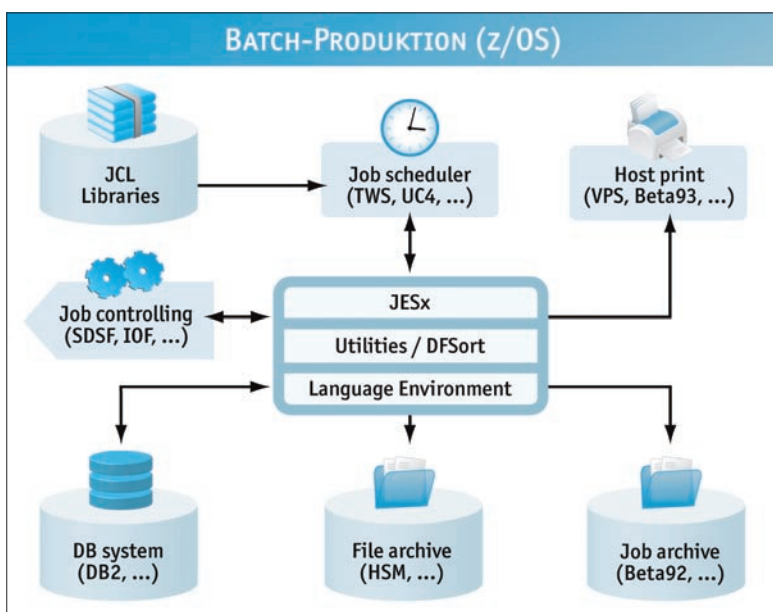 BATCH-PRODUKTION (z/OS)
JCL
Libraries
Job scheduler
(TWS, UC4, ...)
Host print
(VPS, Beta93, ...)
Job controlling
(SDSF, IOF, ...)
JESx
Utilities / DFSort
Language Environment
DB system
(DB2, ...)
File archive
(HSM, ...)
Job archive
(Beta92, ...)